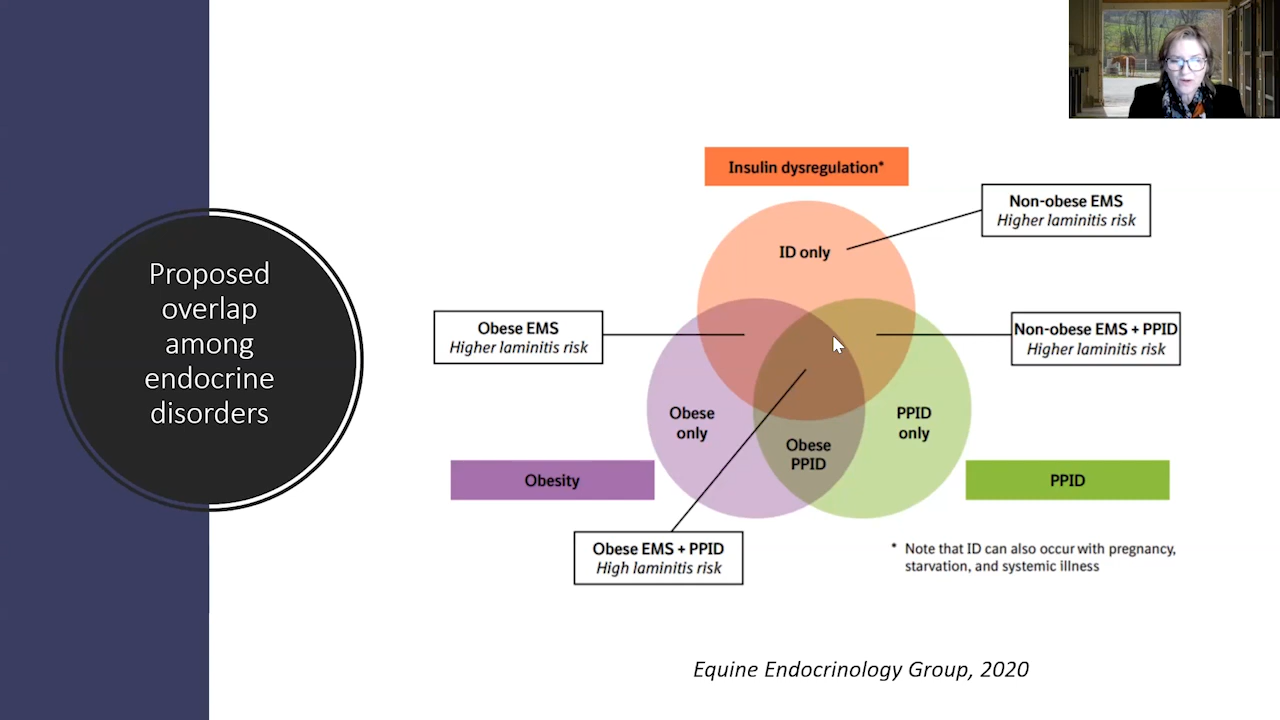 Proposed
overlap
among
endocrine
disorders
Insulin dysregulation*
Non-obese EMS
Higher laminitis risk
ID only
Obese EMS
Higher laminitis risk
Non-obese EMS + PPID
Higher laminitis risk
Obese
only
PPID
only
Obese
PPID
Obesity
PPID
Obese EMS + PPID
High laminitis risk
* Note that ID can also occur with pregnancy,
starvation, and systemic illness
Equine Endocrinology Group, 2020